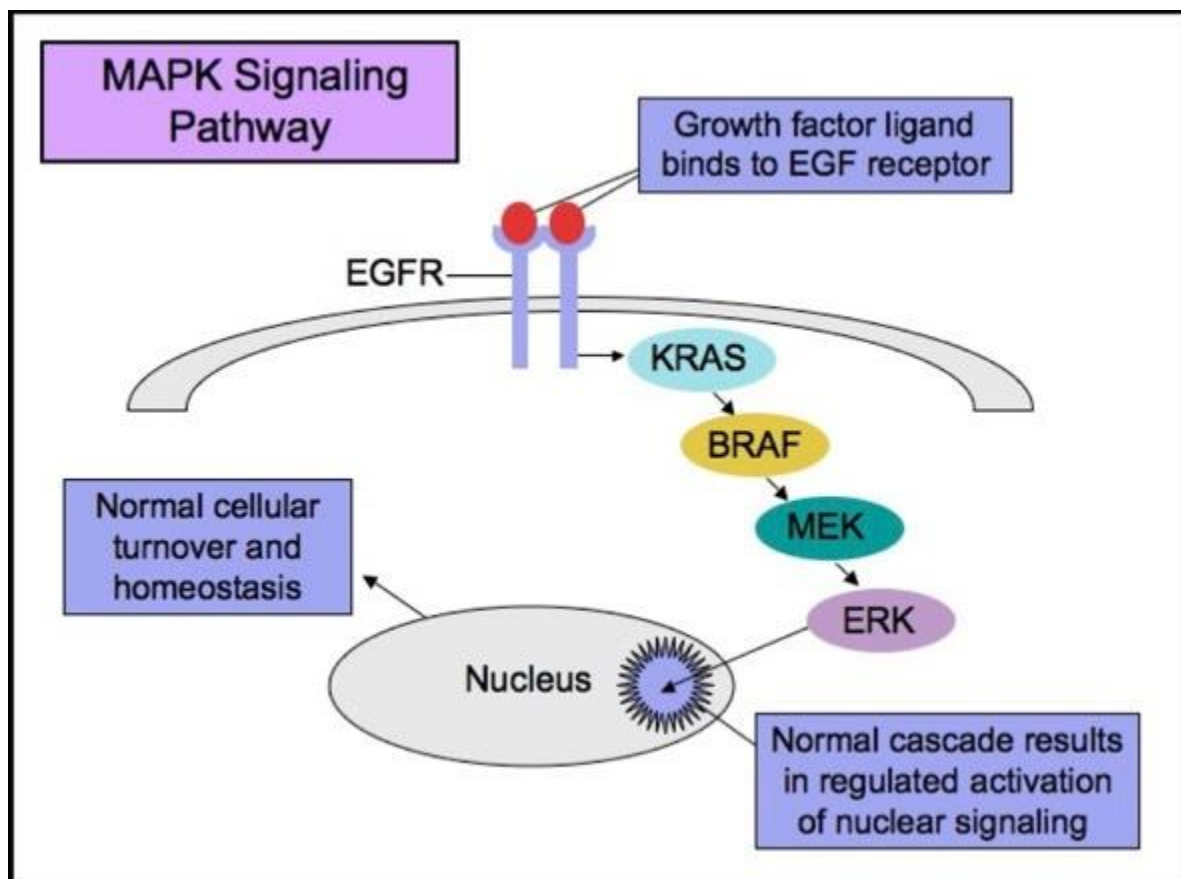 MAPK Signaling
Pathway
Growth factor ligand
binds to EGF receptor
EGFR
KRAS
BRAF
MEK
ERK
Normal cellular
turnover and
homeostasis
Nucleus
Normal cascade results
in regulated activation
of nuclear signaling